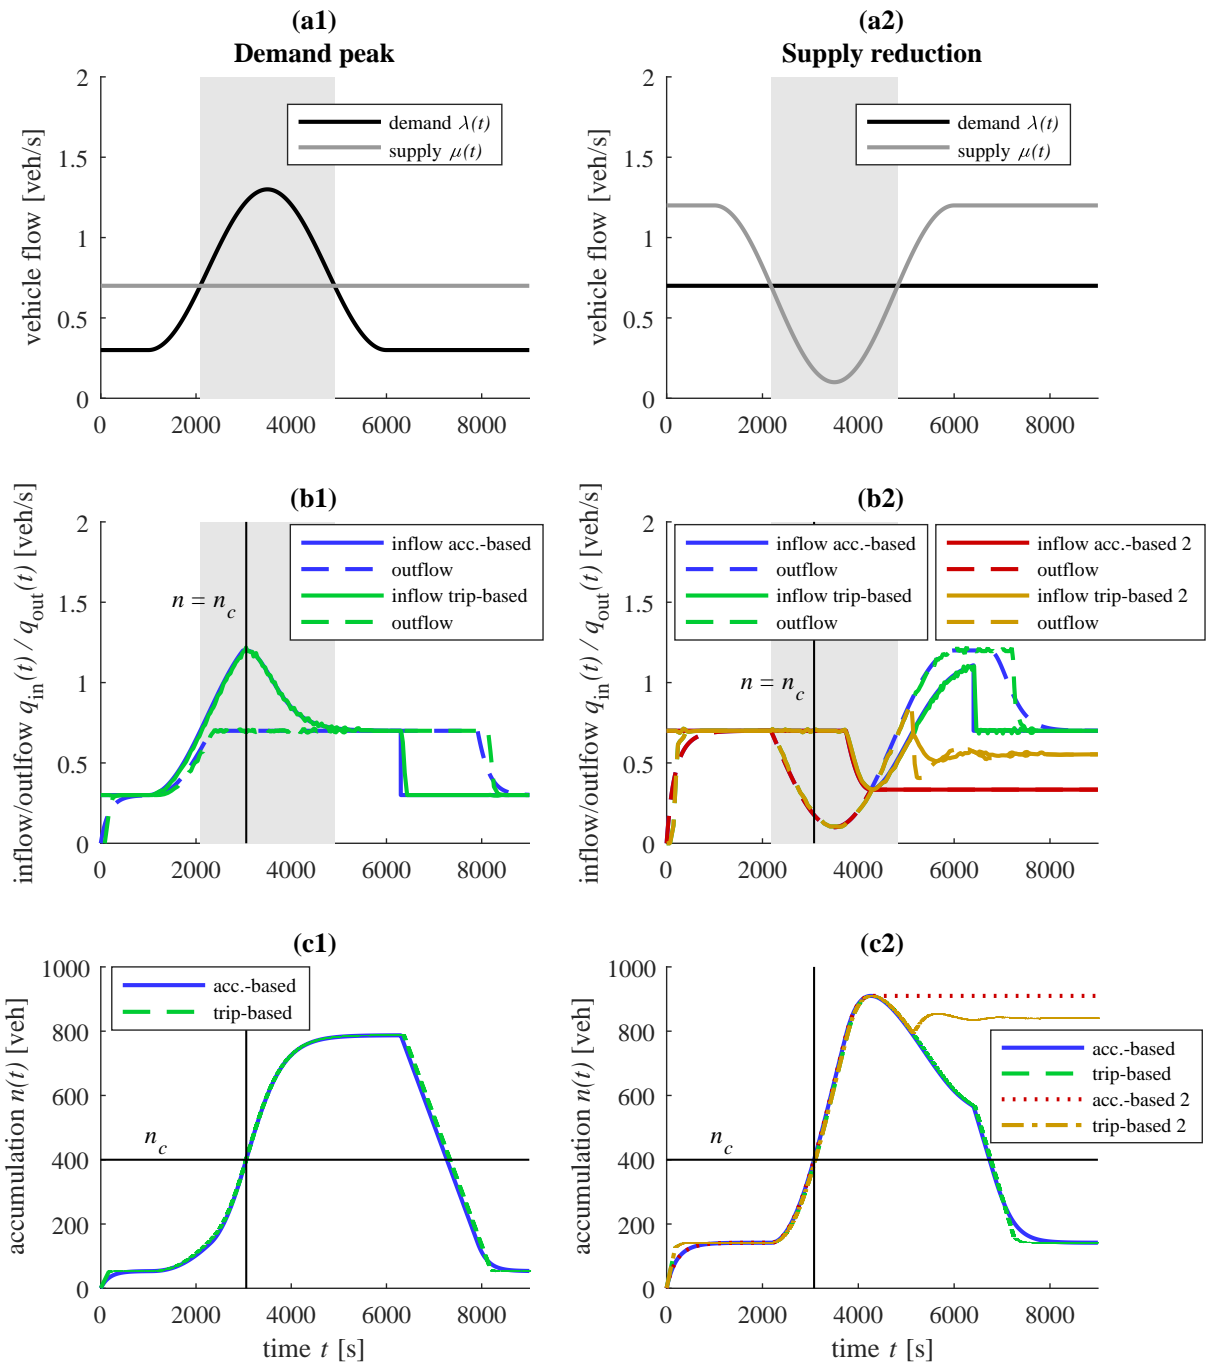 (a1)
Demand peak
2
1.5
1
0.5
0
vehicle flow [veh/s]
demand λ(t)
supply μ(t)
0 2000 4000 6000 8000
(a2)
Supply reduction
2
1.5
1
0.5
0
vehicle flow [veh/s]
demand λ(t)
supply μ(t)
0 2000 4000 6000 8000
(b1)
2
1.5
1
0.5
0
inflow/outlfow q_in(t) / q_out(t) [veh/s]
inflow acc.-based
outflow
inflow trip-based
outflow
n = n_c
0 2000 4000 6000 8000
(b2)
2
1.5
1
0.5
0
inflow/outlfow q_in(t) / q_out(t) [veh/s]
inflow acc.-based
outflow
inflow trip-based
outflow
inflow acc.-based 2
outflow
inflow trip-based 2
outflow
n = n_c
0 2000 4000 6000 8000
(c1)
1000
800
600
400
200
0
accumulation n(t) [veh]
acc.-based
trip-based
n_c
0 2000 4000 6000 8000
time t [s]
(c2)
1000
800
600
400
200
0
accumulation n(t) [veh]
acc.-based
trip-based
acc.-based 2
trip-based 2
n_c
0 2000 4000 6000 8000
time t [s]